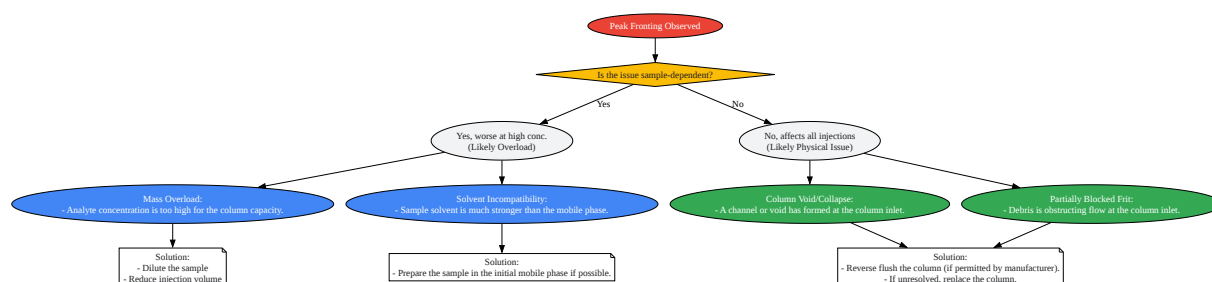 Peak Fronting Observed
Is the issue sample-dependent?
Yes
No
Yes, worse at high conc.
(Likely Overload)
No, affects all injections
(Likely Physical Issue)
Mass Overload:
- Analyte concentration is too high for the column capacity.
Solvent Incompatibility:
- Sample solvent is much stronger than the mobile phase.
Column Void/Collapse:
- A channel or void has formed at the column inlet.
Partially Blocked Frit:
- Debris is obstructing flow at the column inlet.
Solution:
- Dilute the sample
- Reduce injection volume
Solution:
- Prepare the sample in the initial mobile phase if possible.
Solution:
- Reverse flush the column (if permitted by manufacturer).
- If unresolved, replace the column.